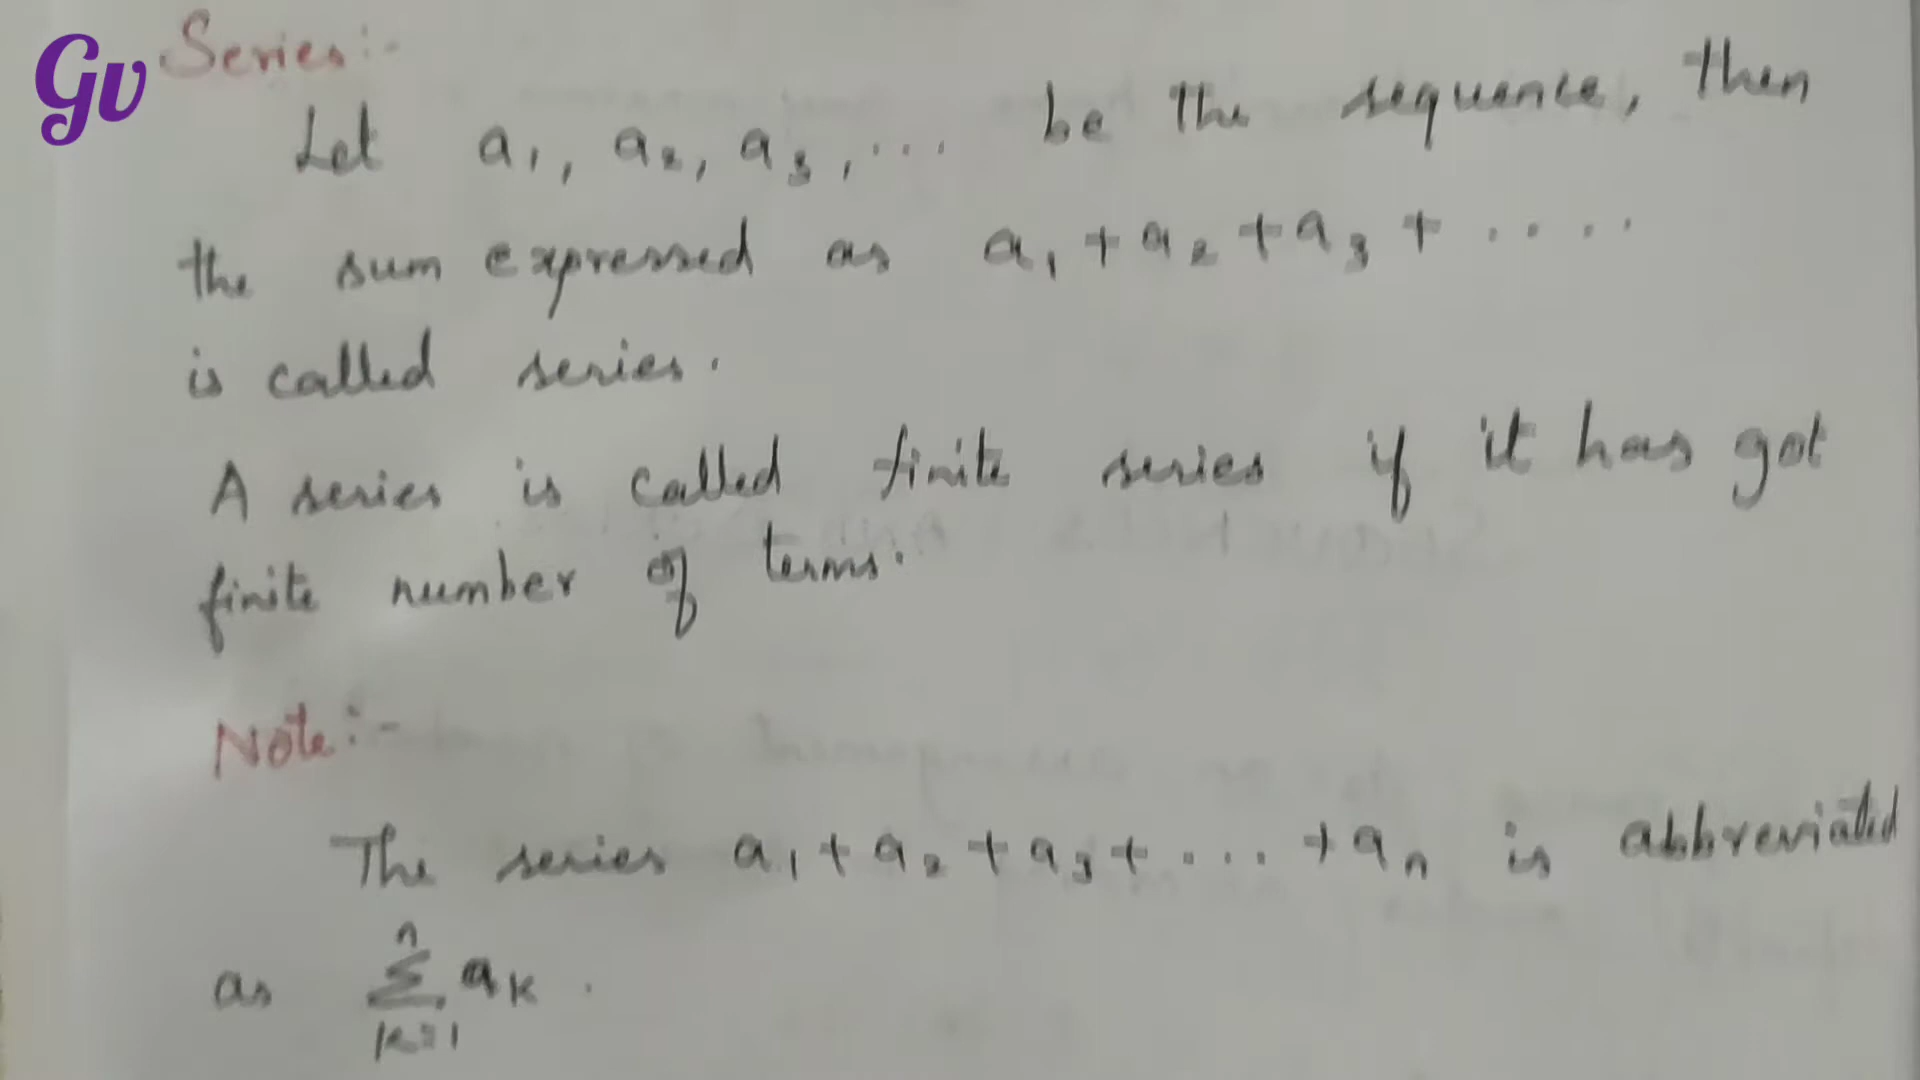 Gv
Series:-
Let a₁, a₂, a₃, ... be the sequence, then
the sum expressed as a₁ + a₂ + a₃ + ....
is called series.
A series is called finite series if it has got
finite number of terms.
Note:-
The series a₁ + a₂ + a₃ + ... + aₙ is abbreviated
as ∑ₖ₌₁ⁿ aₖ.